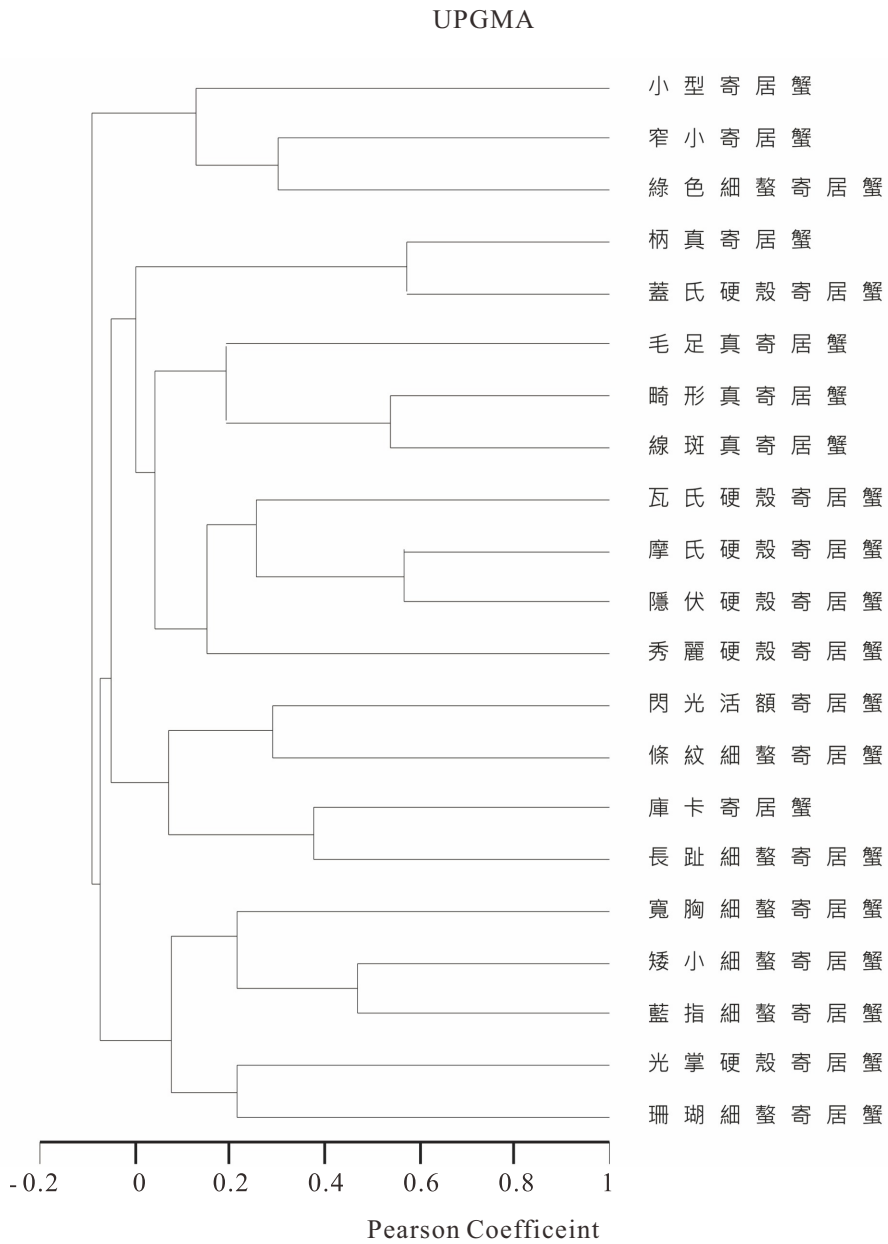 UPGMA
小型寄居蟹
窄小寄居蟹
綠色細螯寄居蟹
柄真寄居蟹
蓋氏硬殼寄居蟹
毛足真寄居蟹
畸形真寄居蟹
線斑真寄居蟹
瓦氏硬殼寄居蟹
摩氏硬殼寄居蟹
隱伏硬殼寄居蟹
秀麗硬殼寄居蟹
閃光活額寄居蟹
條紋細螯寄居蟹
庫卡寄居蟹
長趾細螯寄居蟹
寬胸細螯寄居蟹
矮小細螯寄居蟹
藍指細螯寄居蟹
光掌硬殼寄居蟹
珊瑚細螯寄居蟹
-0.2 0 0.2 0.4 0.6 0.8 1
Pearson Coefficeint